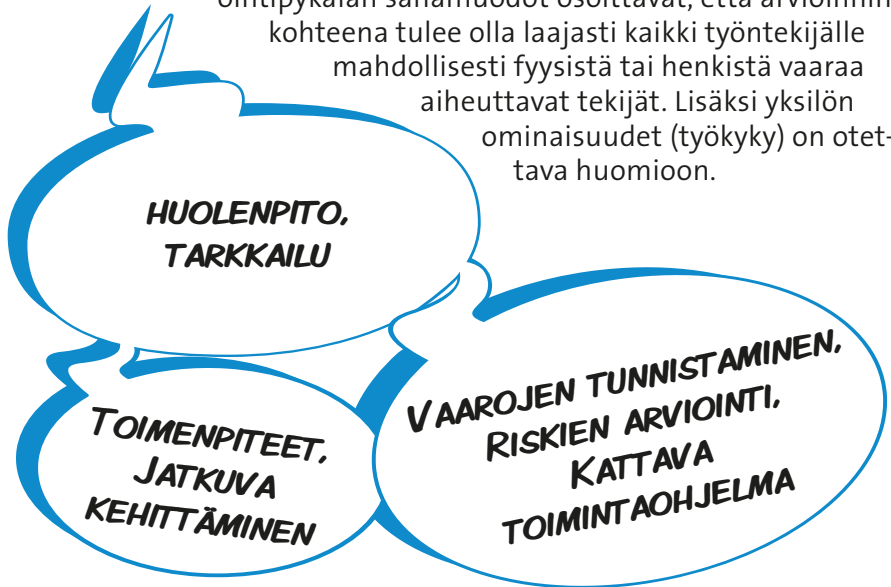 kohteena tulee olla laajasti kaikki työntekijälle
mahdollisesti fyysistä tai henkistä vaaraa
aiheuttavat tekijät. Lisäksi yksilön
ominaisuudet (työkyky) on otet-
tava huomioon.
HUOLENPITO,
TARKKAILU
TOIMENPITEET,
JATKUVA
KEHITTÄMINEN
VAAROJEN TUNNISTAMINEN,
RISKIEN ARVIOINTI,
KATTAVA
TOIMINTAOHJELMA